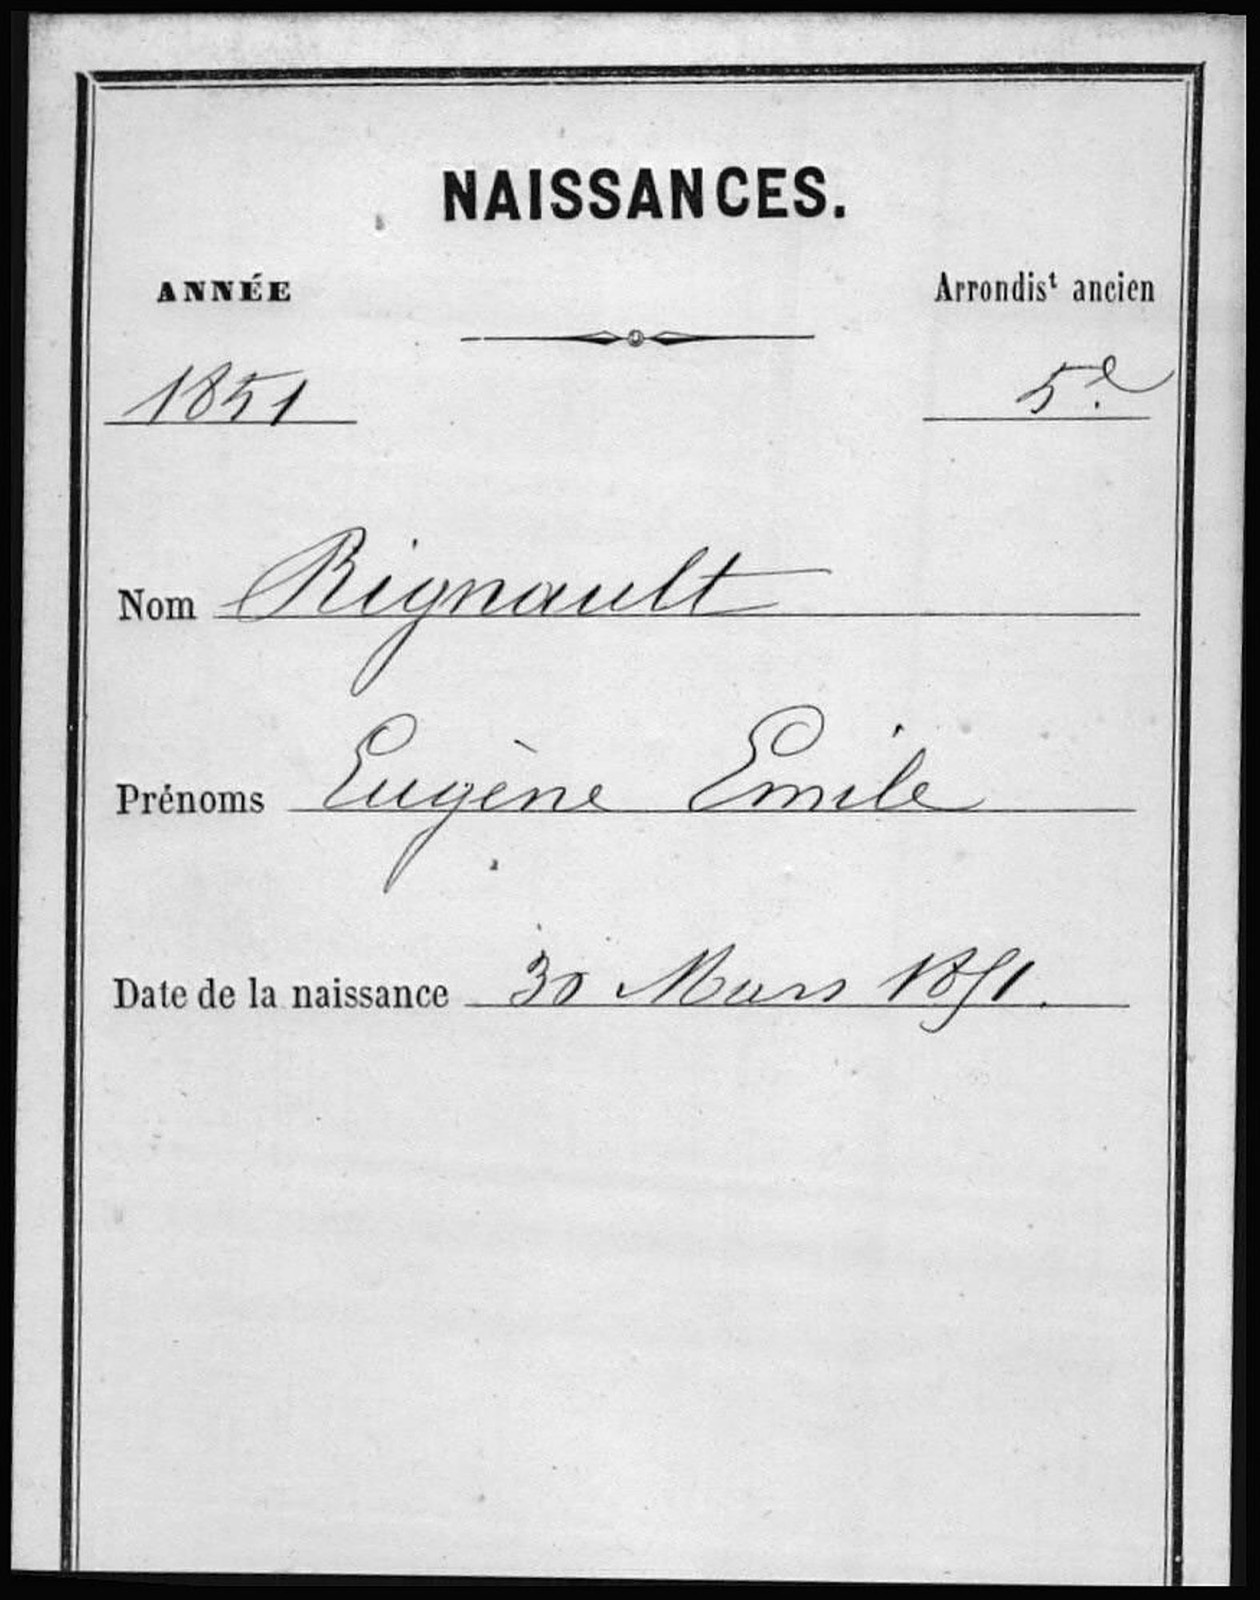 NAISSANCES.
ANNÉE
Arrondisᵗ ancien
1851
5e.
Nom Rignault
Prénoms Eugène Emile
Date de la naissance 30 Mars 1851.